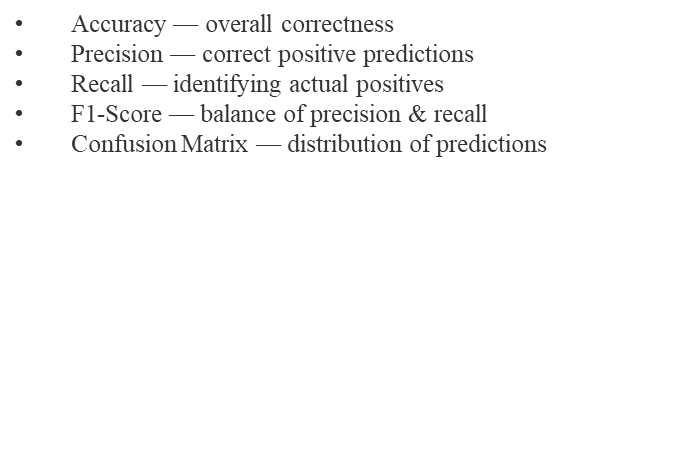 • Accuracy — overall correctness
• Precision — correct positive predictions
• Recall — identifying actual positives
• F1-Score — balance of precision & recall
• Confusion Matrix — distribution of predictions